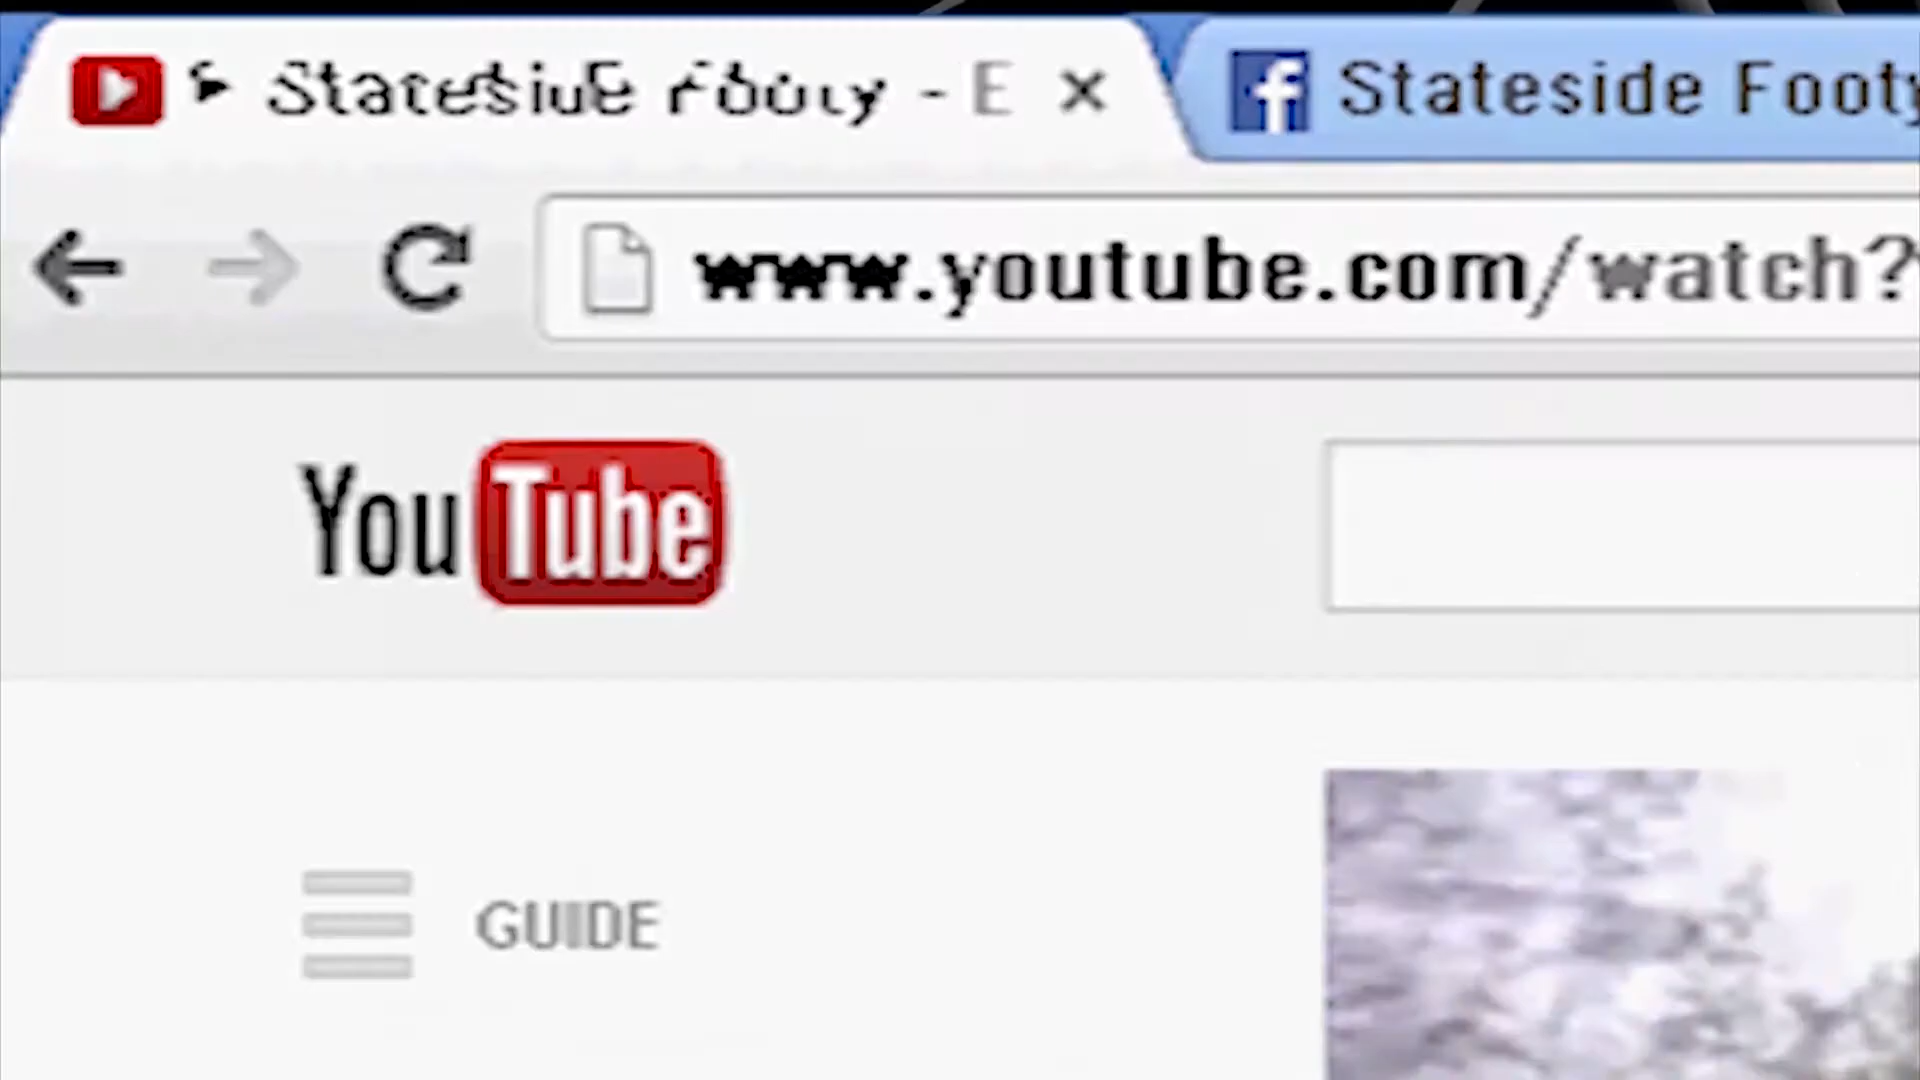 ▶ Stateside Footy - E
Stateside Footy
www.youtube.com/watch?
YouTube
GUIDE